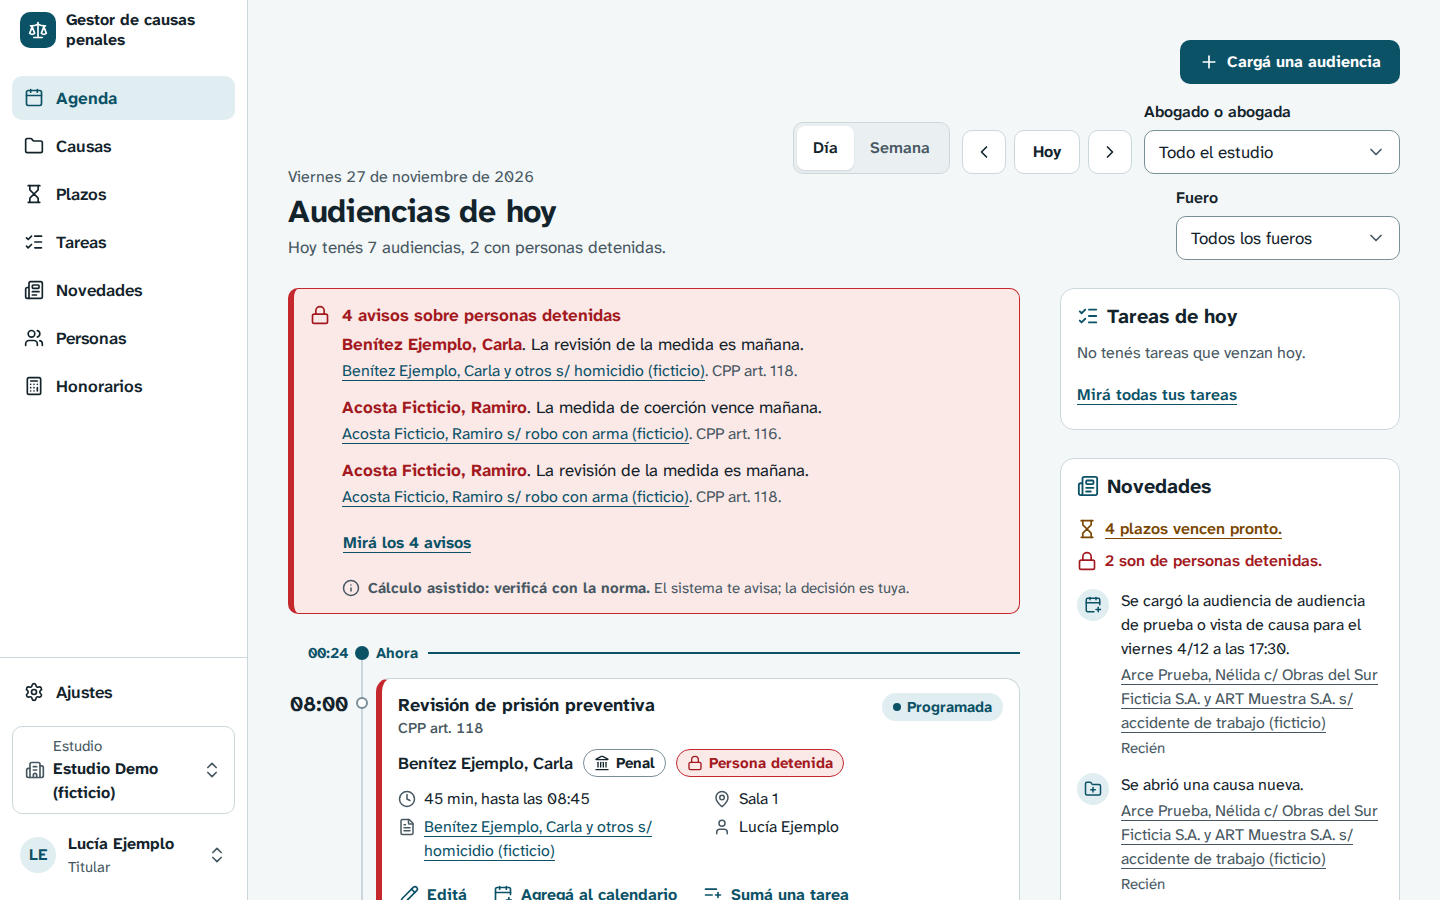 Gestor de causas
penales
Agenda
Causas
Plazos
Tareas
Novedades
Personas
Honorarios
Ajustes
Estudio
Estudio Demo
(ficticio)
LE
Lucía Ejemplo
Titular
Cargá una audiencia
Día
Semana
Hoy
Abogado o abogada
Todo el estudio
Fuero
Todos los fueros
Viernes 27 de noviembre de 2026
Audiencias de hoy
Hoy tenés 7 audiencias, 2 con personas detenidas.
4 avisos sobre personas detenidas
Benítez Ejemplo, Carla. La revisión de la medida es mañana.
Benítez Ejemplo, Carla y otros s/ homicidio (ficticio). CPP art. 118.
Acosta Ficticio, Ramiro. La medida de coerción vence mañana.
Acosta Ficticio, Ramiro s/ robo con arma (ficticio). CPP art. 116.
Acosta Ficticio, Ramiro. La revisión de la medida es mañana.
Acosta Ficticio, Ramiro s/ robo con arma (ficticio). CPP art. 118.
Mirá los 4 avisos
Cálculo asistido: verificá con la norma. El sistema te avisa; la decisión es tuya.
00:24 Ahora
08:00
Revisión de prisión preventiva
Programada
CPP art. 118
Benítez Ejemplo, Carla
Penal
Persona detenida
45 min, hasta las 08:45
Sala 1
Benítez Ejemplo, Carla y otros s/
homicidio (ficticio)
Lucía Ejemplo
Editá
Agregá al calendario
Sumá una tarea
Tareas de hoy
No tenés tareas que venzan hoy.
Mirá todas tus tareas
Novedades
4 plazos vencen pronto.
2 son de personas detenidas.
Se cargó la audiencia de audiencia
de prueba o vista de causa para el
viernes 4/12 a las 17:30.
Arce Prueba, Nélida c/ Obras del Sur
Ficticia S.A. y ART Muestra S.A. s/
accidente de trabajo (ficticio)
Recién
Se abrió una causa nueva.
Arce Prueba, Nélida c/ Obras del Sur
Ficticia S.A. y ART Muestra S.A. s/
accidente de trabajo (ficticio)
Recién